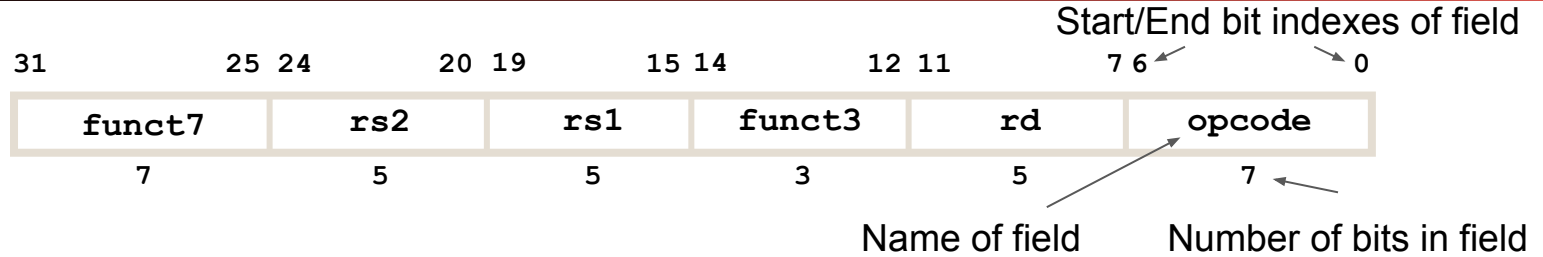 Start/End bit indexes of field
31 25 24 20 19 15 14 12 11 7 6 0
funct7 rs2 rs1 funct3 rd opcode
7 5 5 3 5 7
Name of field Number of bits in field